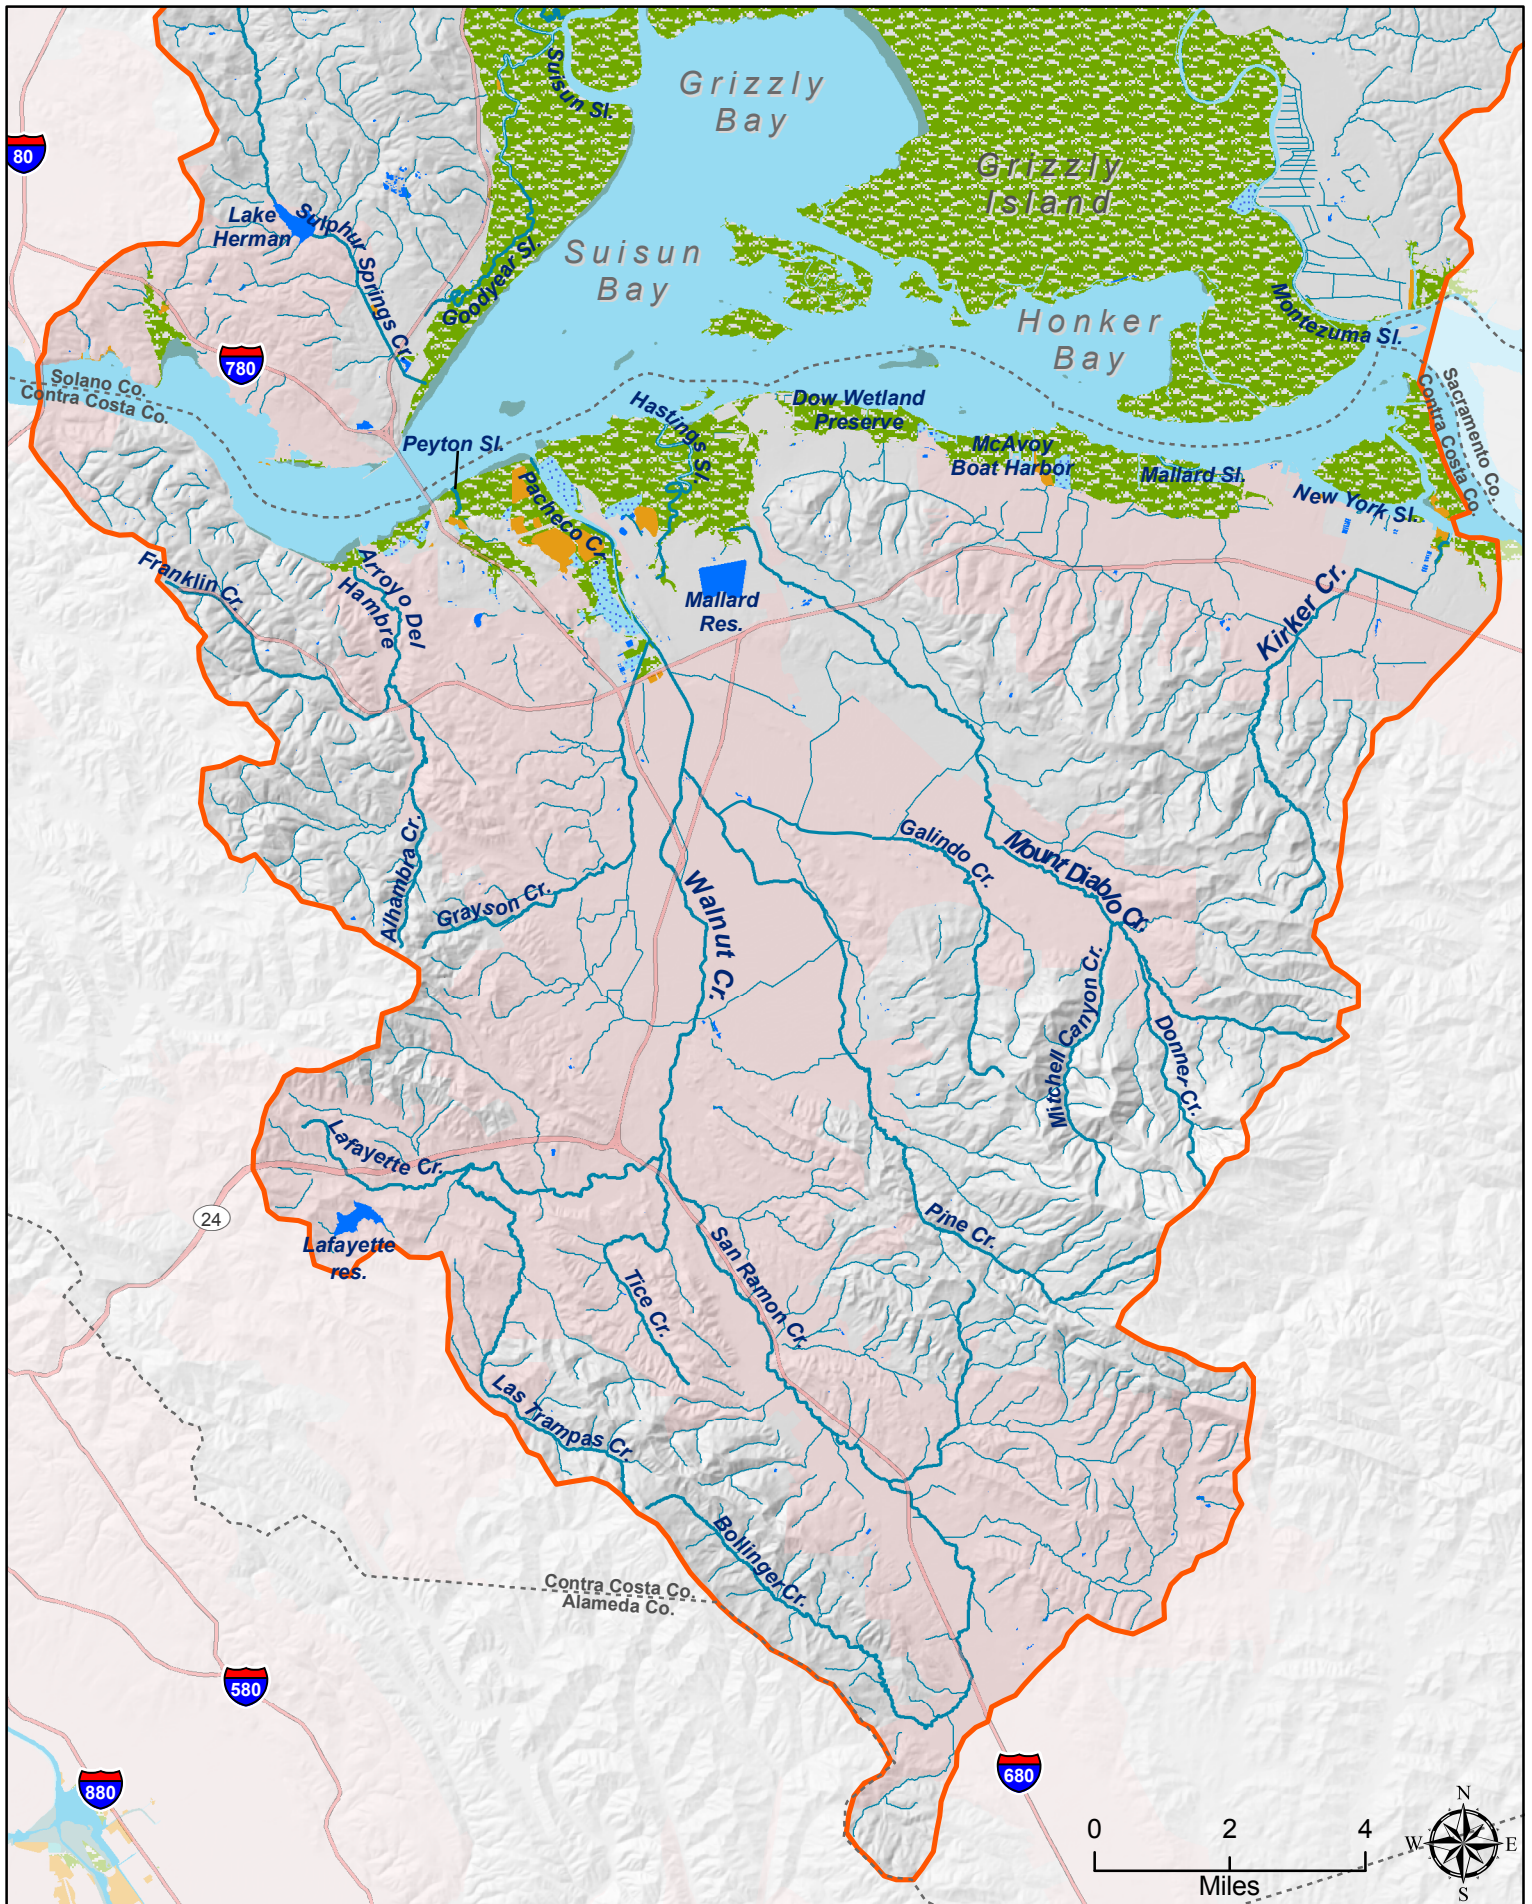 Suisun Sl.
Grizzly
Bay
80
Grizzly
Island
Lake
Herman
Sulphur Springs Cr.
Goodyear Sl.
Suisun
Bay
Honker
Bay
Montezuma Sl.
780
Solano Co.
Contra Costa Co.
Sacramento Co.
Contra Costa Co.
Hastings Sl.
Dow Wetland
Preserve
Peyton Sl.
McAvoy
Boat Harbor
Mallard Sl.
New York Sl.
Pacheco Cr.
Franklin Cr.
Arroyo Del
Hambre
Mallard
Res.
Kirker Cr.
Alhambra Cr.
Grayson Cr.
Walnut Cr.
Galindo Cr.
Mount Diablo Cr.
Mitchell Canyon Cr.
Donner Cr.
Lafayette Cr.
24
Lafayette
res.
Pine Cr.
San Ramon Cr.
Tice Cr.
Las Trampas Cr.
Bollinger Cr.
Contra Costa Co.
Alameda Co.
580
880
680
0 2 4
Miles
N
W E
S